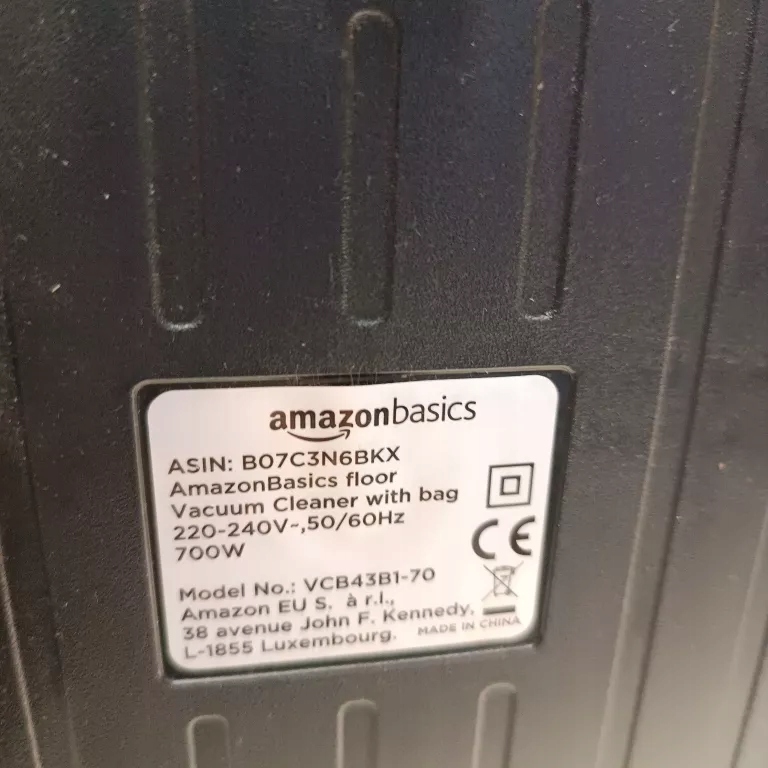 amazonbasics
ASIN: B07C3N6BKX
AmazonBasics floor
Vacuum Cleaner with bag
220-240V~,50/60Hz
700W
CE
Model No.: VCB43B1-70
Amazon EU S. à r.l.,
38 avenue John F. Kennedy,
L-1855 Luxembourg.
MADE IN CHINA